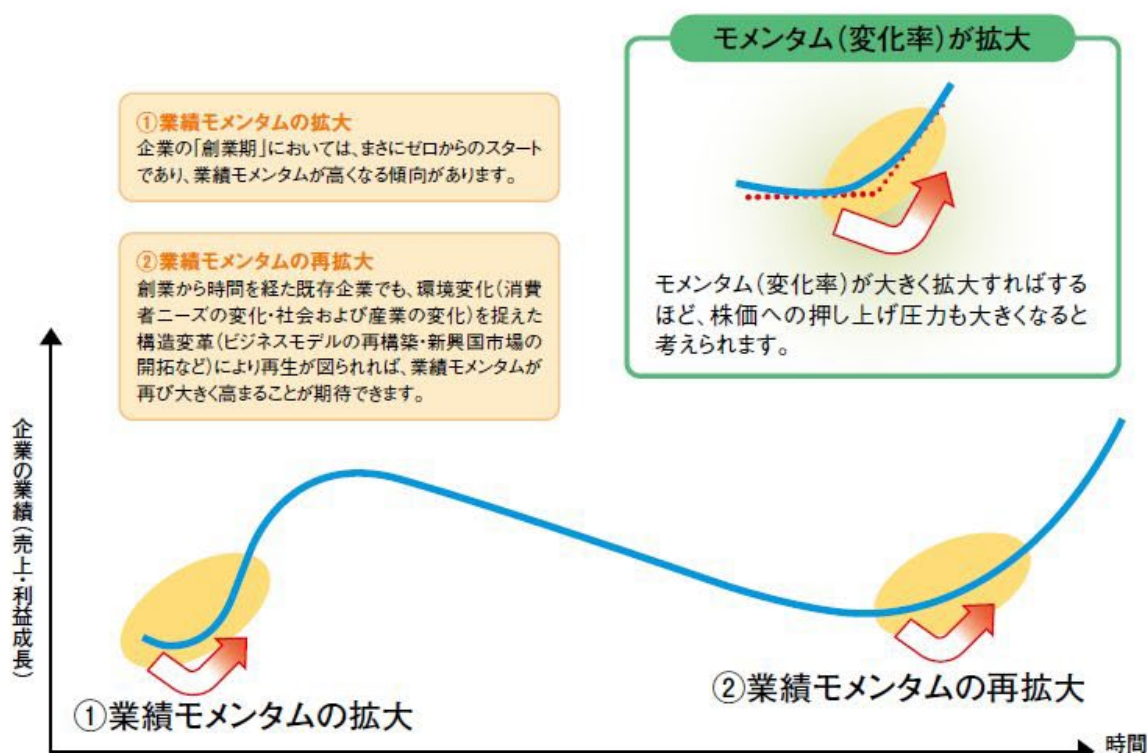 モメンタム(変化率)が拡大
モメンタム(変化率)が大きく拡大すればする
ほど、株価への押し上げ圧力も大きくなると
考えられます。
①業績モメンタムの拡大
企業の「創業期」においては、まさにゼロからのスタート
であり、業績モメンタムが高くなる傾向があります。
②業績モメンタムの再拡大
創業から時間を経た既存企業でも、環境変化(消費
者ニーズの変化・社会および産業の変化)を捉えた
構造変革(ビジネスモデルの再構築・新興国市場の
開拓など)により再生が図られれば、業績モメンタムが
再び大きく高まることが期待できます。
企業の業績(売上・利益成長)
①業績モメンタムの拡大
②業績モメンタムの再拡大
時間